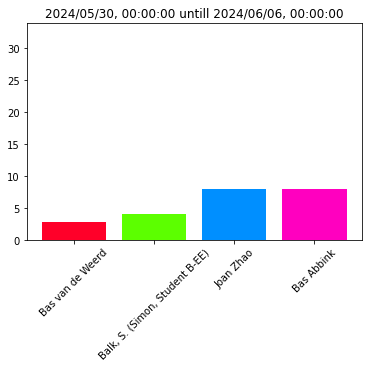 2024/05/30, 00:00:00 untill 2024/06/06, 00:00:00
30
25
20
15
10
5
0
Bas van de Weerd
Balk, S. (Simon, Student B-EE)
Joan Zhao
Bas Abbink